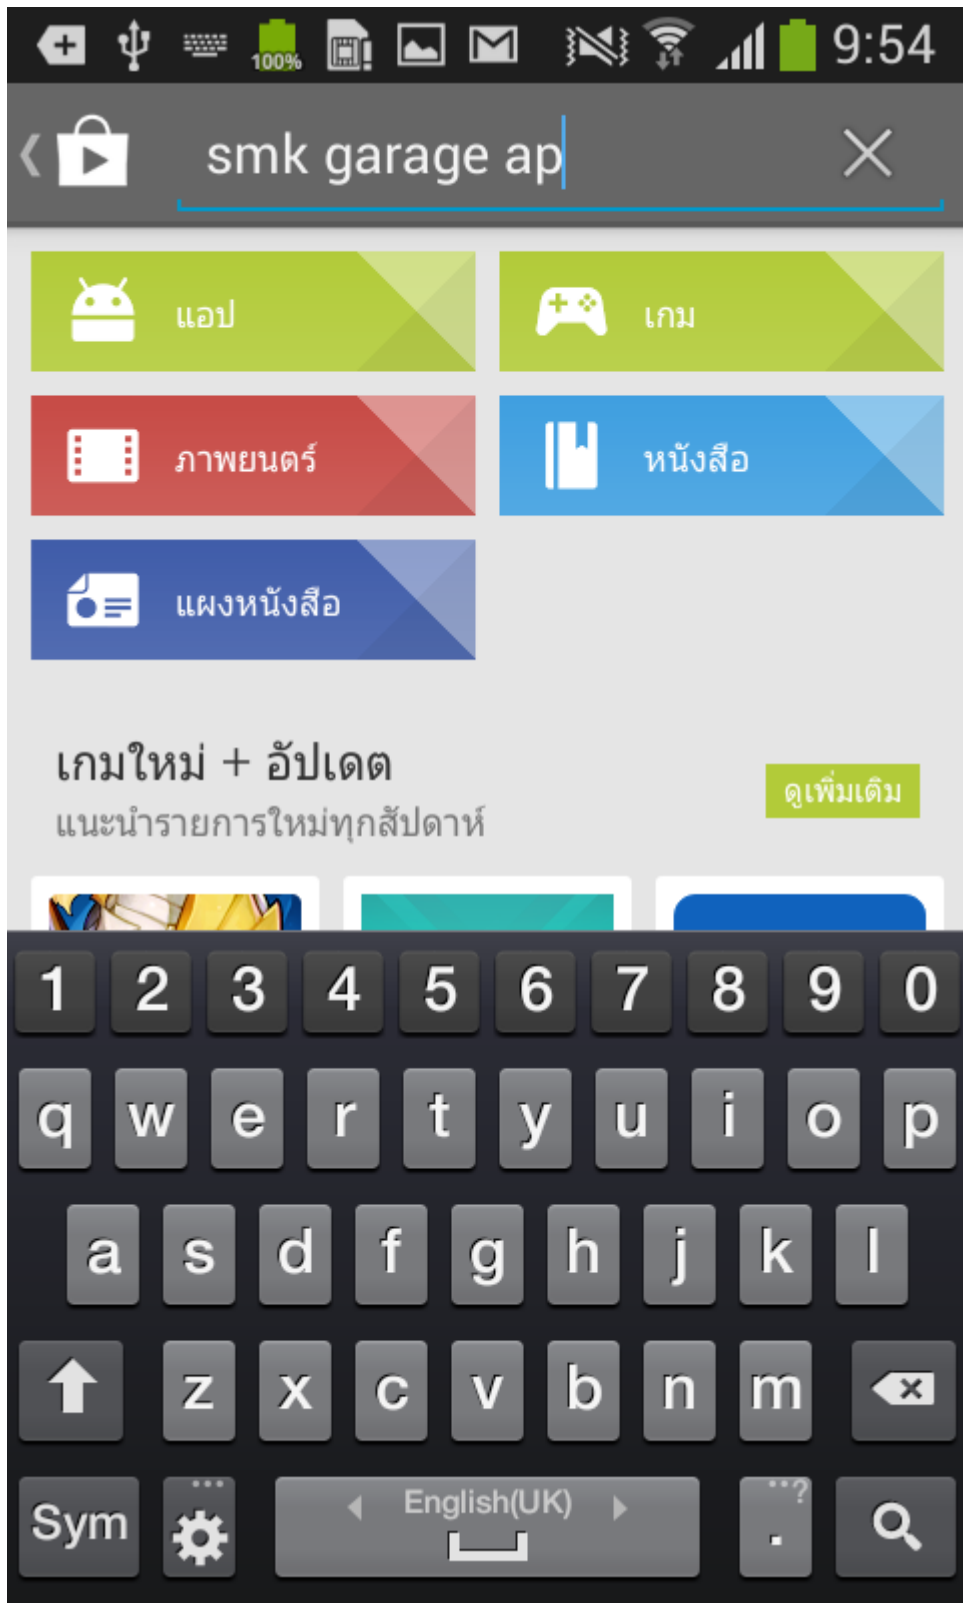 100%
9:54
smk garage ap
แอป
เกม
ภาพยนตร์
หนังสือ
แผงหนังสือ
เกมใหม่ + อัปเดต
ดูเพิ่มเติม
แนะนำรายการใหม่ทุกสัปดาห์
1 2 3 4 5 6 7 8 9 0
q w e r t y u i o p
a s d f g h j k l
z x c v b n m
Sym English(UK) . ?